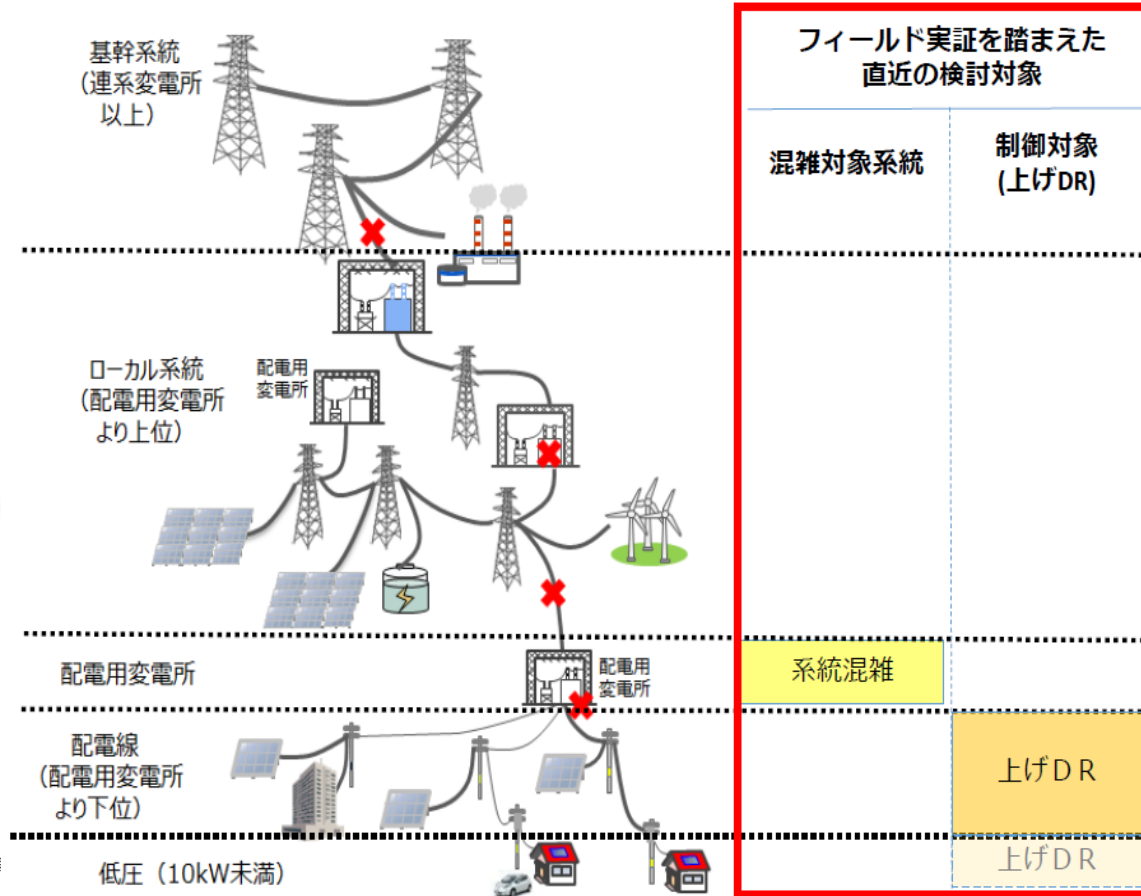 基幹系統
(連系変電所
以上)
フィールド実証を踏まえた
直近の検討対象
混雑対象系統
制御対象
(上げDR)
ローカル系統
(配電用変電所
より上位)
配電用
変電所
配電用変電所
配電用
変電所
系統混雑
配電線
(配電用変電所
より下位)
上げＤＲ
低圧（10kW未満）
上げＤＲ